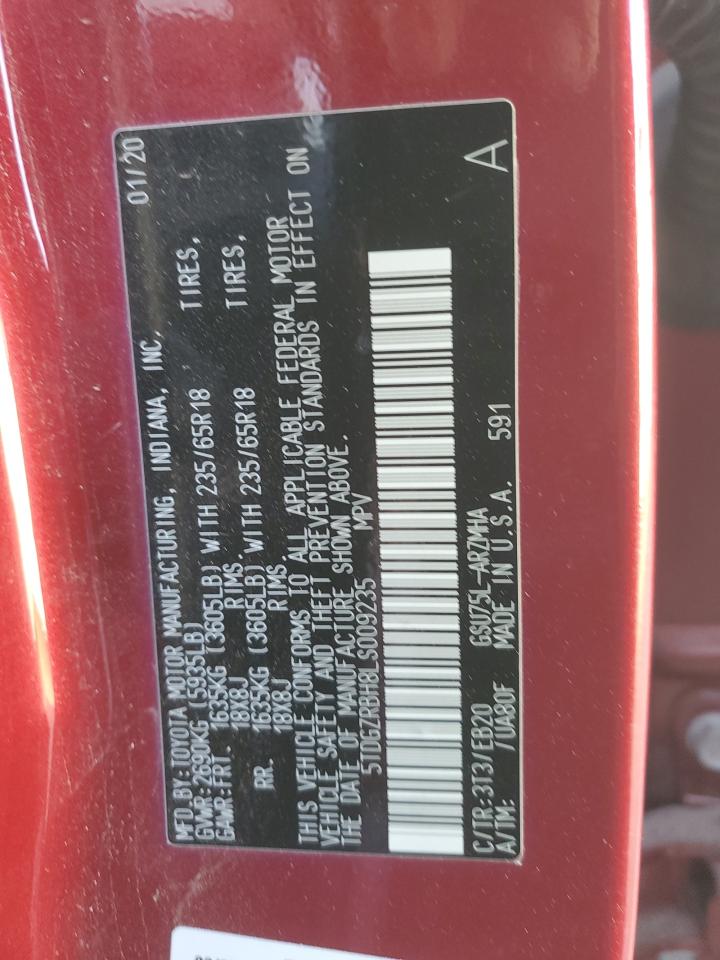 MFD.BY:TOYOTA MOTOR MANUFACTURING, INDIANA, INC. 01/20
GVWR:2690KG (5935LB)
GAWR:FRT. 1635KG (3605LB) WITH 235/65R18 TIRES,
18X8J RIMS
RR. 1635KG (3605LB) WITH 235/65R18 TIRES,
18X8J RIMS
THIS VEHICLE CONFORMS TO ALL APPLICABLE FEDERAL MOTOR
VEHICLE SAFETY AND THEFT PREVENTION STANDARDS IN EFFECT ON
THE DATE OF MANUFACTURE SHOWN ABOVE.
5TDGZRBH8LS009235 MPV
C/TR:3T3/EB20 GSU75L-ARZMHA A
A/TM: /UA80F MADE IN U.S.A. 591